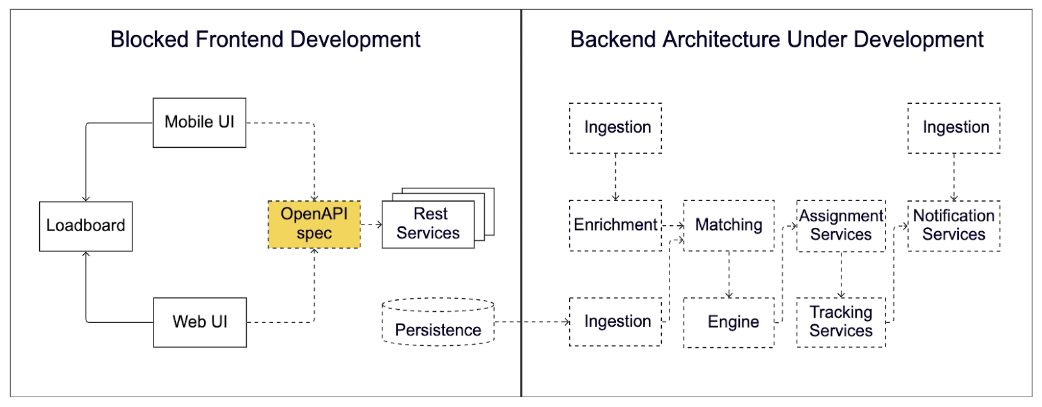 Blocked Frontend Development
Mobile UI
Loadboard
OpenAPI
spec
Rest
Services
Web UI
Persistence
Backend Architecture Under Development
Ingestion
Ingestion
Enrichment
Matching
Assignment
Services
Notification
Services
Ingestion
Engine
Tracking
Services